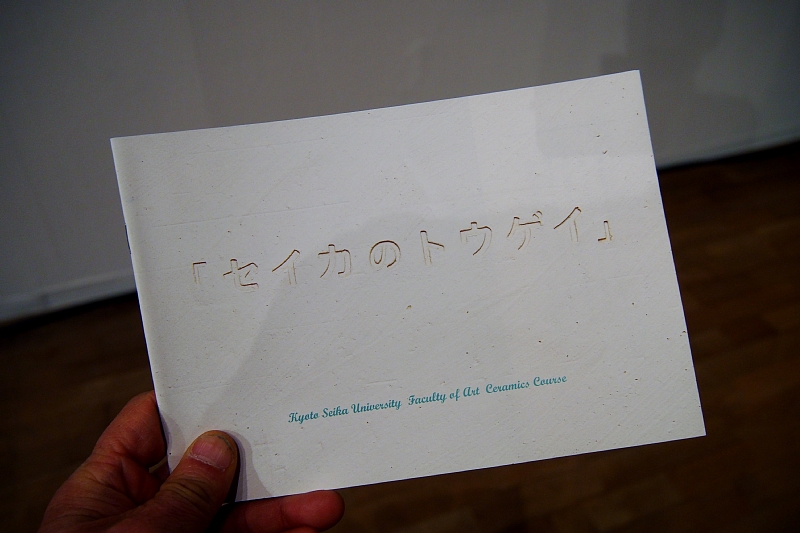 「セイカのトウゲイ」
Kyoto Seika University Faculty of Art Ceramics Course